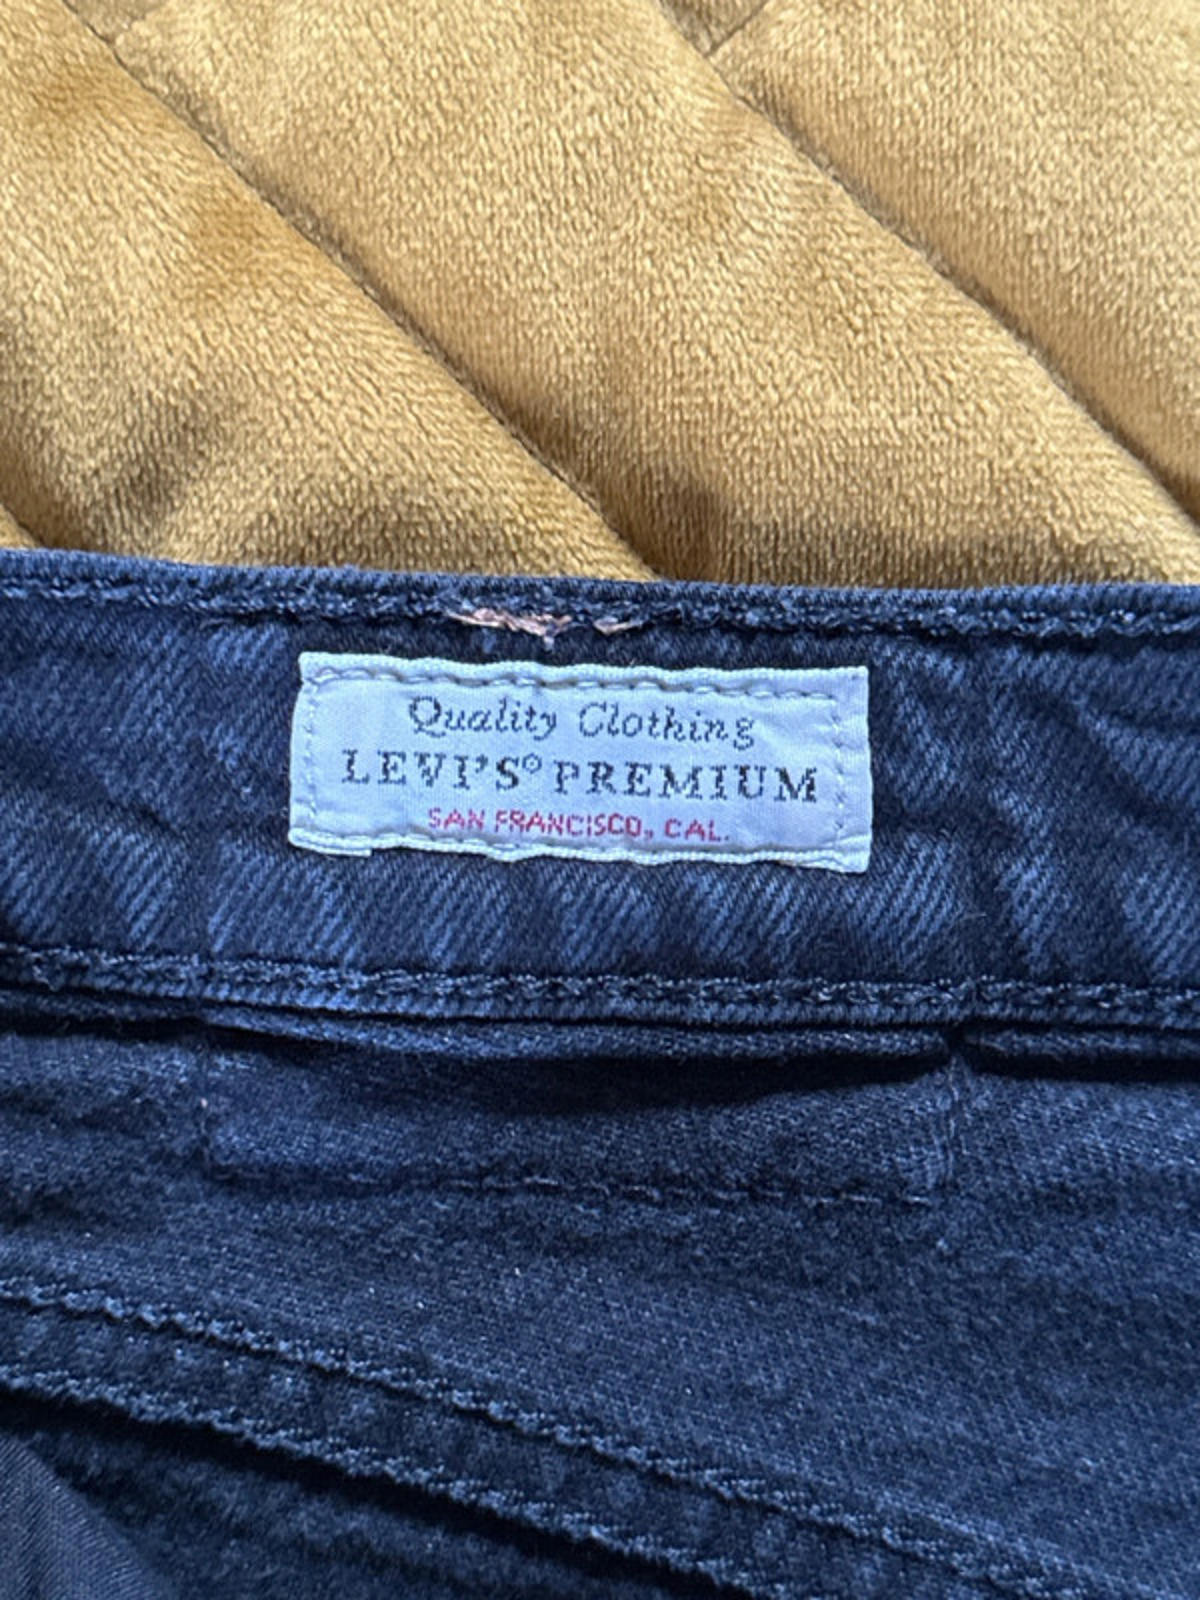 Quality Clothing
LEVI'S® PREMIUM
SAN FRANCISCO, CAL.